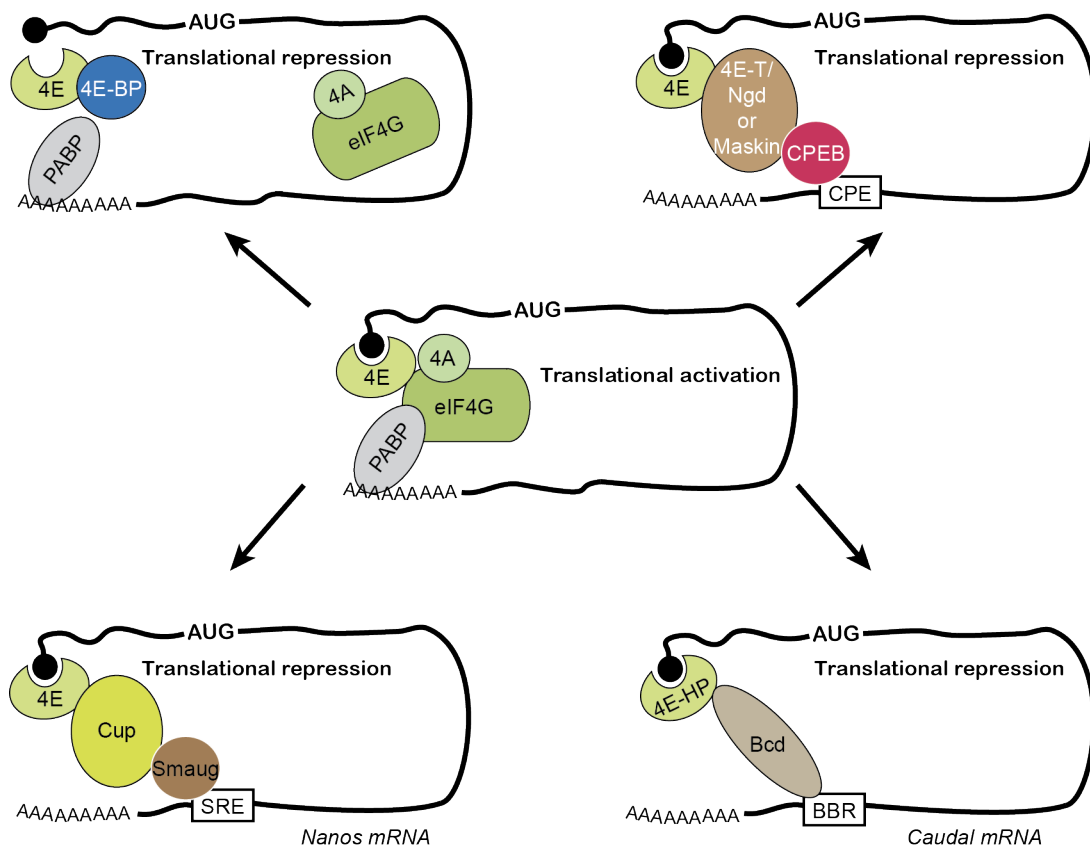 AUG
Translational repression
4E
4E-BP
4A
eIF4G
PABP
AAAAAAAAA
AUG
Translational repression
4E
4E-T/
Ngd
or
Maskin
CPEB
AAAAAAAAA
CPE
AUG
4A
4E
Translational activation
eIF4G
PABP
AAAAAAAAA
AUG
Translational repression
4E
Cup
Smaug
AAAAAAAAA
SRE
Nanos mRNA
AUG
Translational repression
4E-HP
Bcd
AAAAAAAAA
BBR
Caudal mRNA